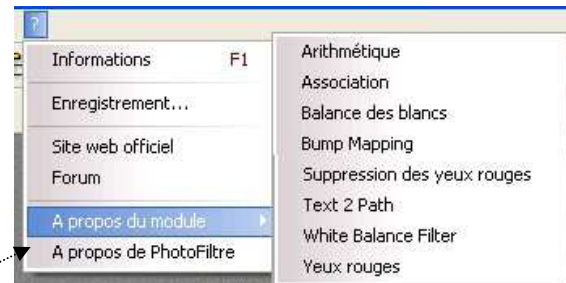 ?
Informations F1
Enregistrement...
Site web officiel
Forum
A propos du module
A propos de PhotoFiltre
Arithmétique
Association
Balance des blancs
Bump Mapping
Suppression des yeux rouges
Text 2 Path
White Balance Filter
Yeux rouges